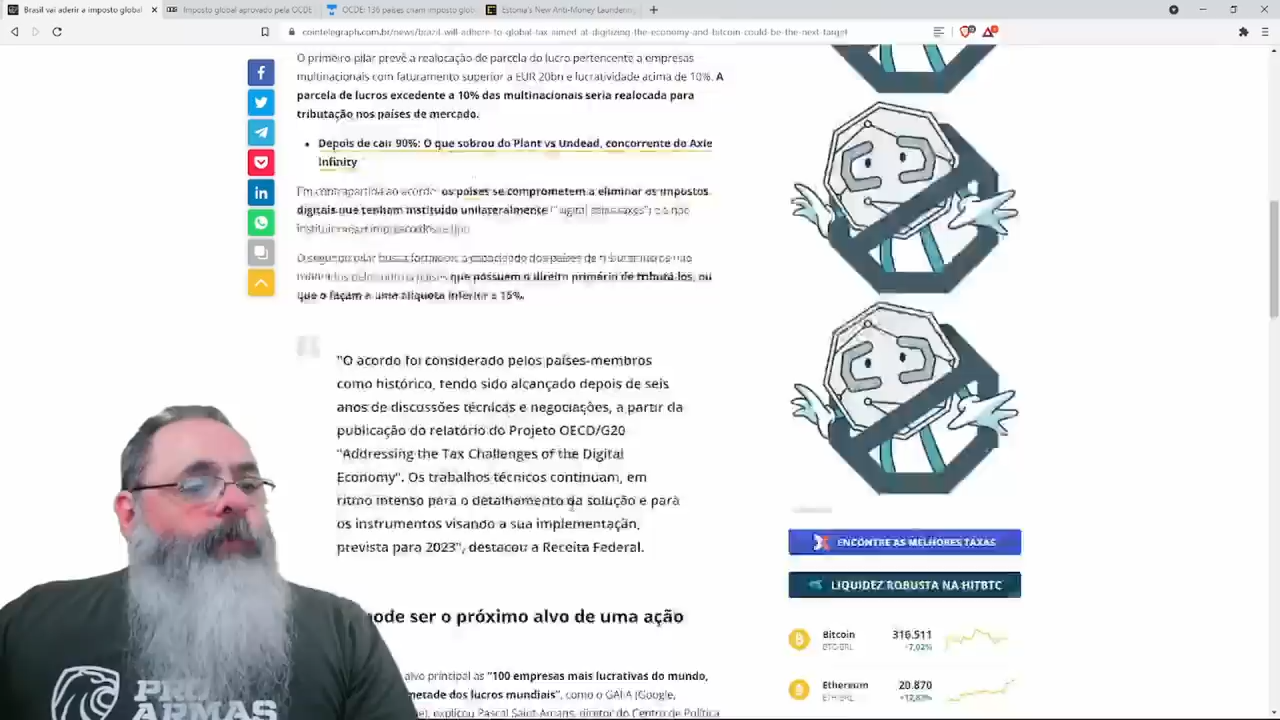 Brasil vai aderir a imposto global
Imposto global aprovado pela OCDE
OCDE: 136 países criam imposto glob
Estonia's New Anti-Money Laundering
cointelegraph.com.br/news/brazil-will-adhere-to-global-tax-aimed-at-digitizing-the-economy-and-bitcoin-could-be-the-next-target
O primeiro pilar prevê a realocação de parcela do lucro pertencente a empresas
multinacionais com faturamento superior a EUR 20bn e lucratividade acima de 10%. A
parcela de lucros excedente a 10% das multinacionais seria realocada para
tributação nos países de mercado.
Depois de cair 90%: O que sobrou do Plant vs Undead, concorrente do Axie
Infinity
Em contrapartida ao acordo os países se comprometem a eliminar os impostos
digitais que tenham instituído unilateralmente
que possuem o direito primário de tributá-los, ou
que o façam a uma alíquota inferior a 15%.
"O acordo foi considerado pelos países-membros
como histórico, tendo sido alcançado depois de seis
anos de discussões técnicas e negociações, a partir da
publicação do relatório do Projeto OECD/G20
"Addressing the Tax Challenges of the Digital
Economy". Os trabalhos técnicos continuam, em
ritmo intenso para o detalhamento da solução e para
os instrumentos visando a sua implementação,
prevista para 2023", destacou a Receita Federal.
pode ser o próximo alvo de uma ação
alvo principal as "100 empresas mais lucrativas do mundo,
metade dos lucros mundiais", como o GAFA (Google,
explicou Pascal Saint-Amans, diretor do Centro de Política
ENCONTRE AS MELHORES TAXAS
LIQUIDEZ ROBUSTA NA HITBTC
Bitcoin 316.511
BTC/BRL +7,02%
Ethereum 20.870
ETH/BRL
PRO
ARMAS